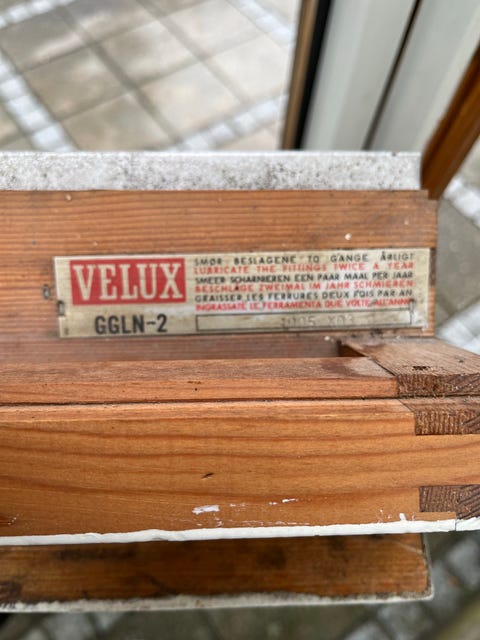 VELUX
GGLN-2
SMØR BESLAGENE TO GANGE ÅRLIGT
LUBRICATE THE FITTINGS TWICE A YEAR
SMEER SCHARNIEREN EEN PAAR MAAL PER JAAR
BESCHLÄGE ZWEIMAL IM JAHR SCHMIEREN
GRAISSER LES FERRURES DEUX FOIS PAR AN
INGRASSATE LE FERRAMENTA DUE VOLTE ALL'ANNO